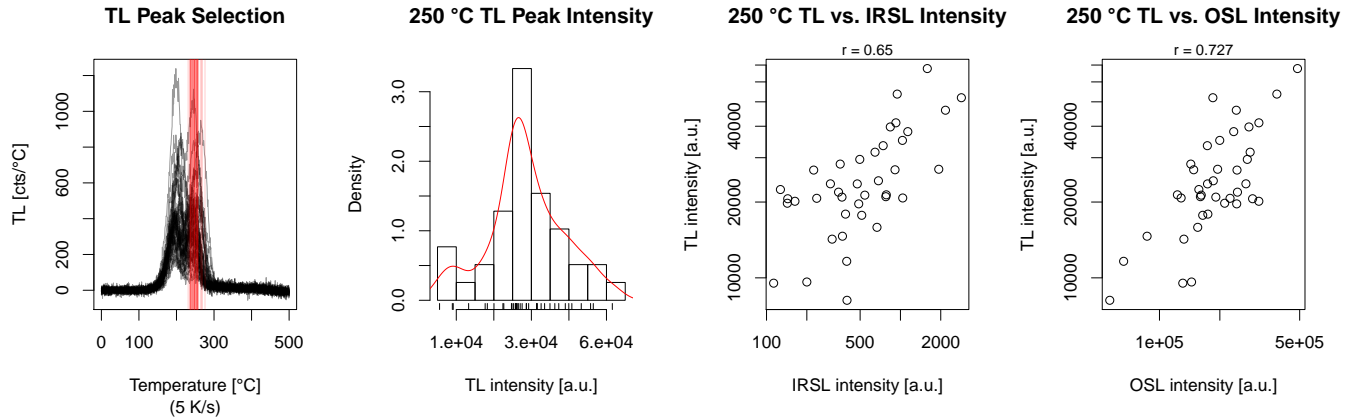 TL Peak Selection
TL [cts/°C]
0 200 600 1000
0 100 300 500
Temperature [°C]
(5 K/s)
250 °C TL Peak Intensity
Density
0.0 1.0 2.0 3.0
1.e+04 3.e+04 6.e+04
TL intensity [a.u.]
250 °C TL vs. IRSL Intensity
r = 0.65
TL intensity [a.u.]
10000 20000 40000
100 500 2000
IRSL intensity [a.u.]
250 °C TL vs. OSL Intensity
r = 0.727
TL intensity [a.u.]
10000 20000 40000
1e+05 5e+05
OSL intensity [a.u.]